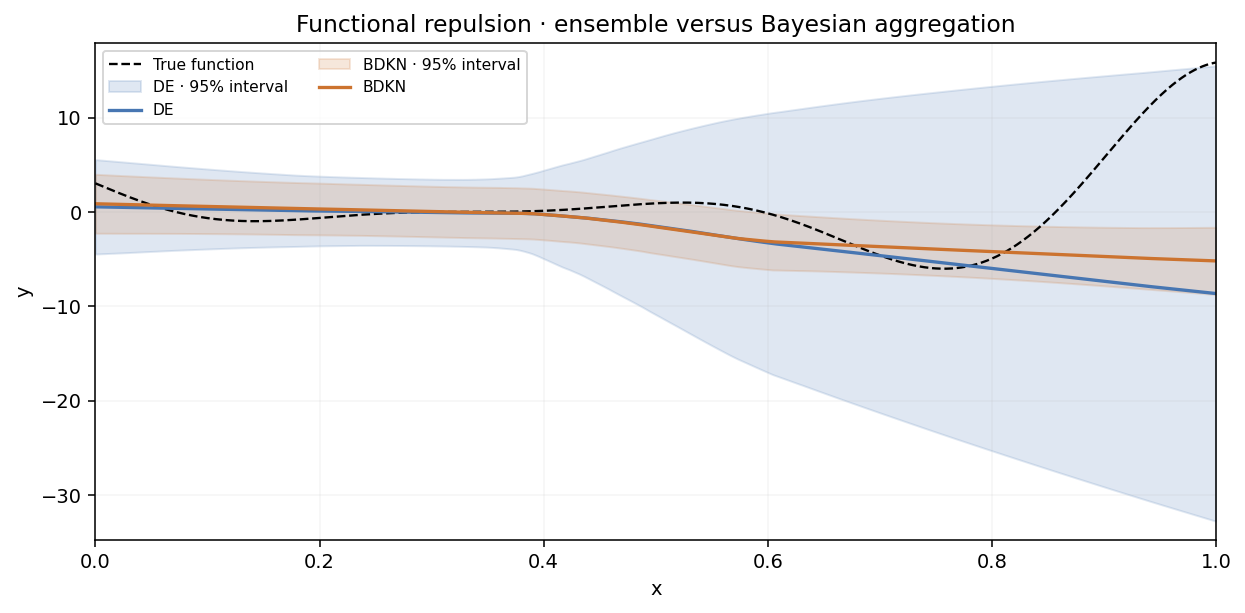 Functional repulsion · ensemble versus Bayesian aggregation
True function
DE · 95% interval
DE
BDKN · 95% interval
BDKN
y
10
0
−10
−20
−30
0.0 0.2 0.4 0.6 0.8 1.0
x